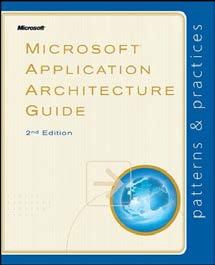 Microsoft
MICROSOFT
APPLICATION
ARCHITECTURE
GUIDE
2nd Edition
patterns & practices